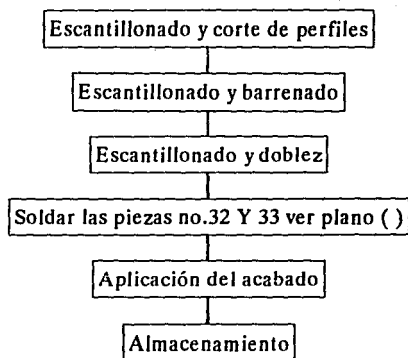 Escantillonado y corte de perfiles
Escantillonado y barrenado
Escantillonado y doblez
Soldar las piezas no.32 Y 33 ver plano ( )
Aplicación del acabado
Almacenamiento